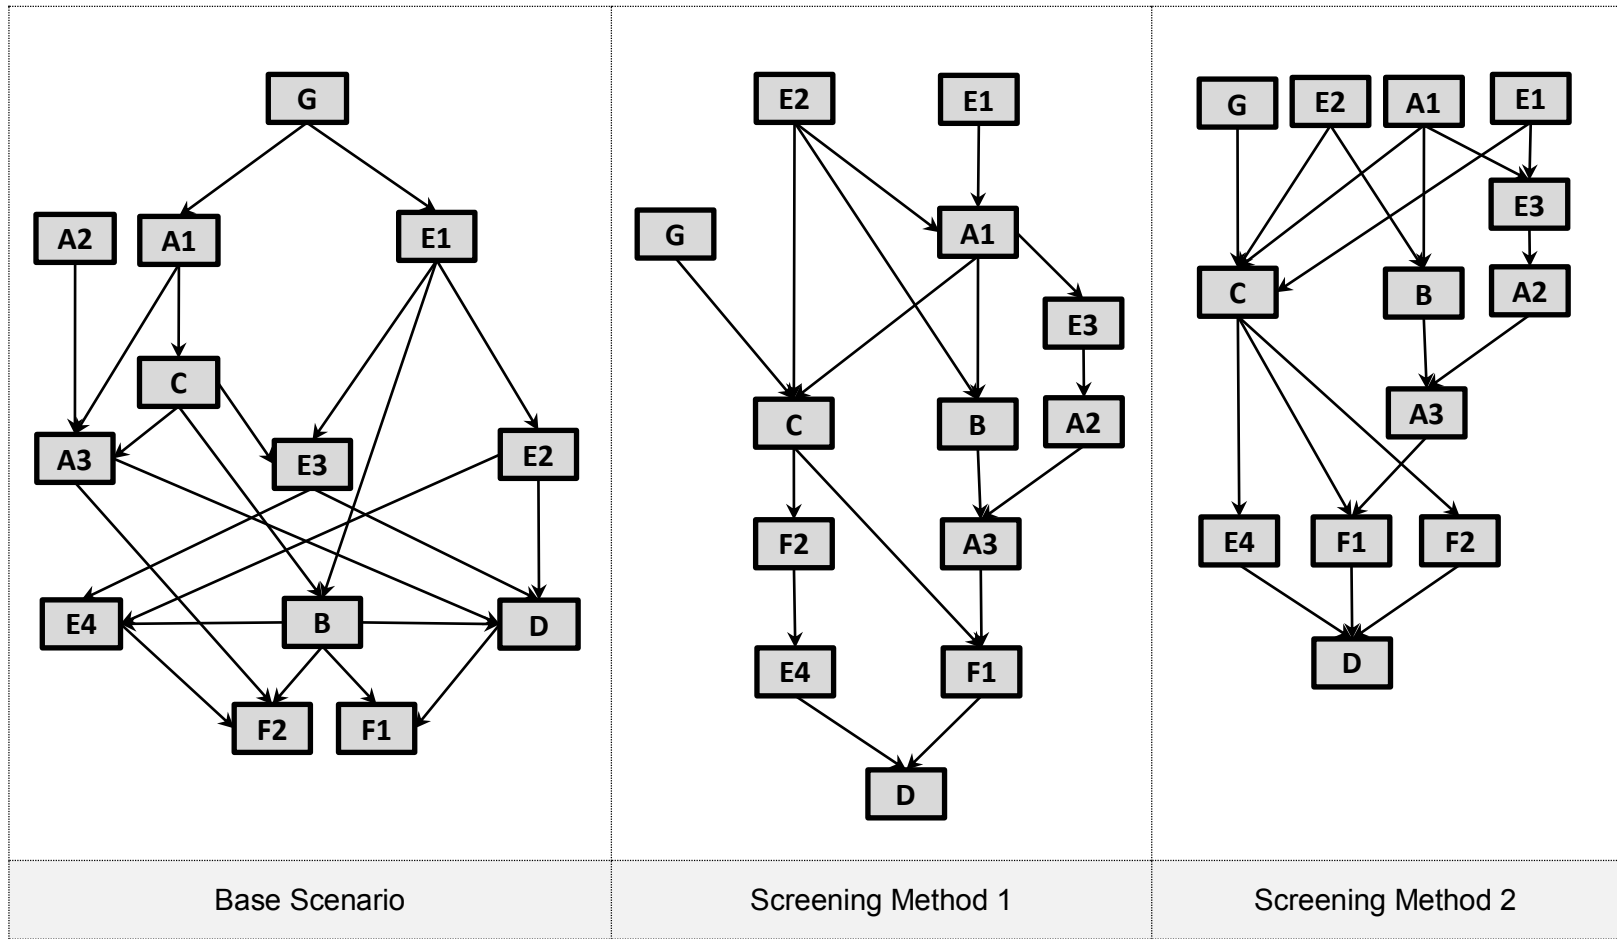 G
A2
A1
E1
C
A3
E3
E2
E4
B
D
F2
F1
Base Scenario
E2
E1
G
A1
E3
C
B
A2
F2
A3
E4
F1
D
Screening Method 1
G
E2
A1
E1
E3
C
B
A2
A3
E4
F1
F2
D
Screening Method 2